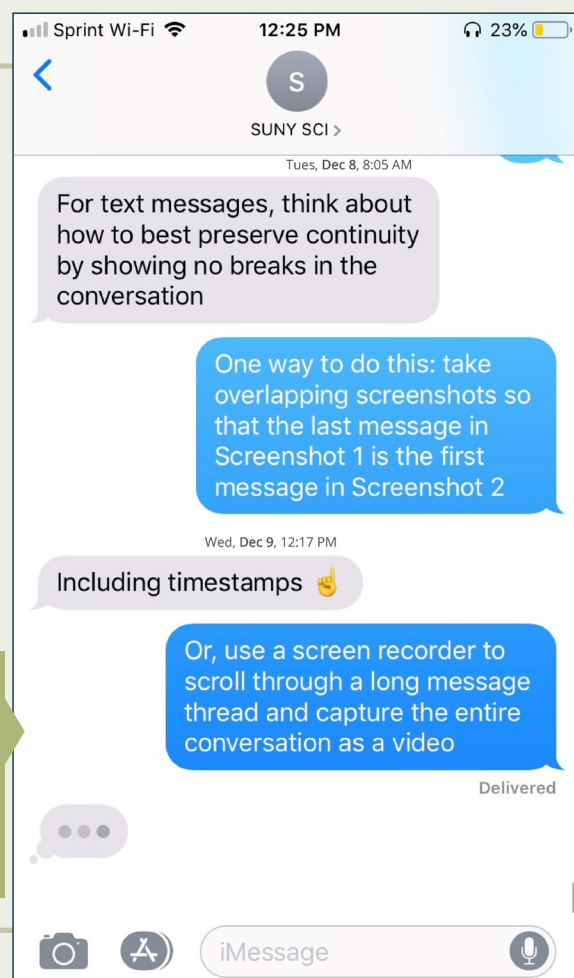 Sprint Wi-Fi
12:25 PM
23%
S
SUNY SCI >
Tues, Dec 8, 8:05 AM
For text messages, think about
how to best preserve continuity
by showing no breaks in the
conversation
One way to do this: take
overlapping screenshots so
that the last message in
Screenshot 1 is the first
message in Screenshot 2
Wed, Dec 9, 12:17 PM
Including timestamps ☝️
Or, use a screen recorder to
scroll through a long message
thread and capture the entire
conversation as a video
Delivered
iMessage